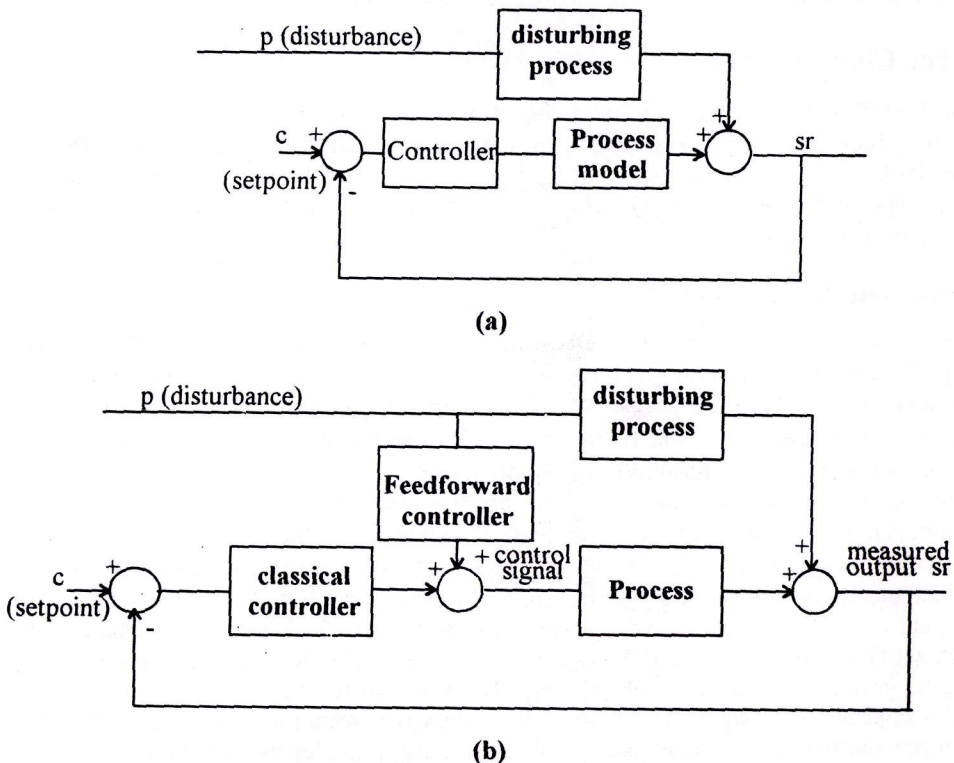 p (disturbance)
disturbing
process
c
+
(setpoint)
-
Controller
Process
model
+
+
sr
(a)
p (disturbance)
disturbing
process
Feedforward
controller
c
+
(setpoint)
-
classical
controller
+
+ control
signal
Process
+
+
measured
output sr
(b)